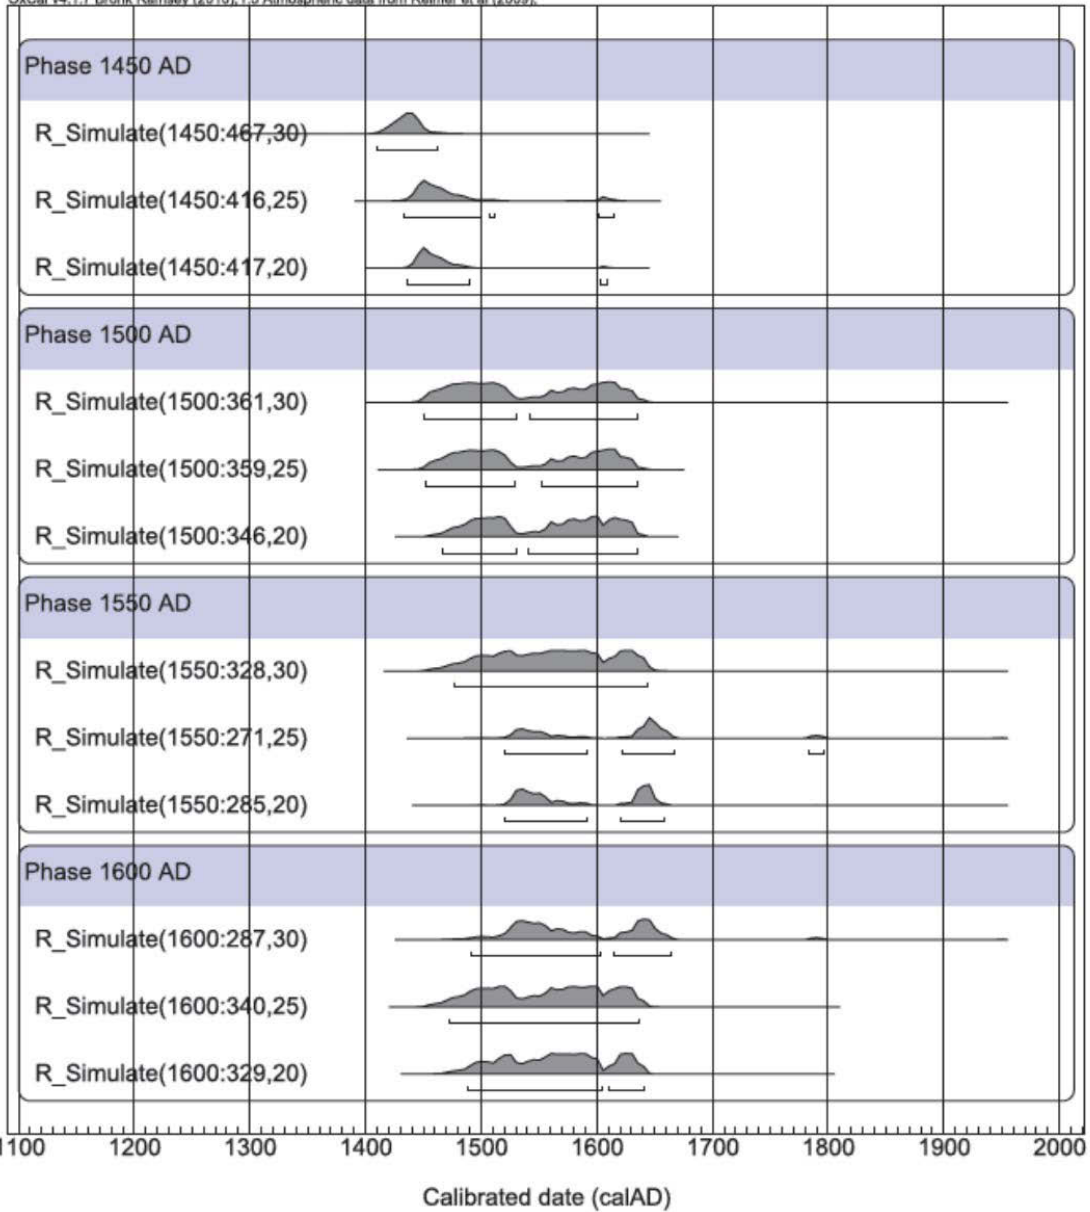 Phase 1450 AD
R_Simulate(1450:467,30)
R_Simulate(1450:416,25)
R_Simulate(1450:417,20)
Phase 1500 AD
R_Simulate(1500:361,30)
R_Simulate(1500:359,25)
R_Simulate(1500:346,20)
Phase 1550 AD
R_Simulate(1550:328,30)
R_Simulate(1550:271,25)
R_Simulate(1550:285,20)
Phase 1600 AD
R_Simulate(1600:287,30)
R_Simulate(1600:340,25)
R_Simulate(1600:329,20)
1100 1200 1300 1400 1500 1600 1700 1800 1900 2000
Calibrated date (calAD)